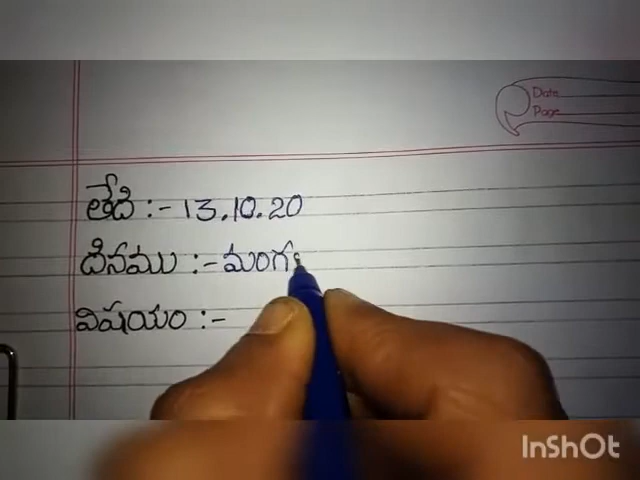 Date
Page
తేది :- 13.10.20
దినము :- మంగ
విషయం :-
InShOt